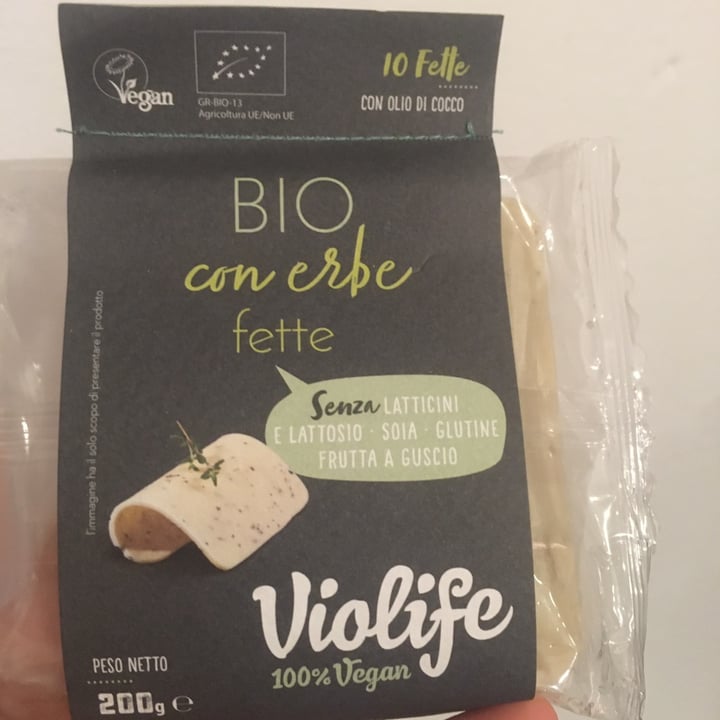 Vegan
GR-BIO-13
Agricoltura UE/Non UE
10 Fette
CON OLIO DI COCCO
BIO
con erbe
fette
Senza LATTICINI
E LATTOSIO · SOIA · GLUTINE
FRUTTA A GUSCIO
l'immagine ha il solo scopo di presentare il prodotto
Violife
100% Vegan
PESO NETTO
200g e